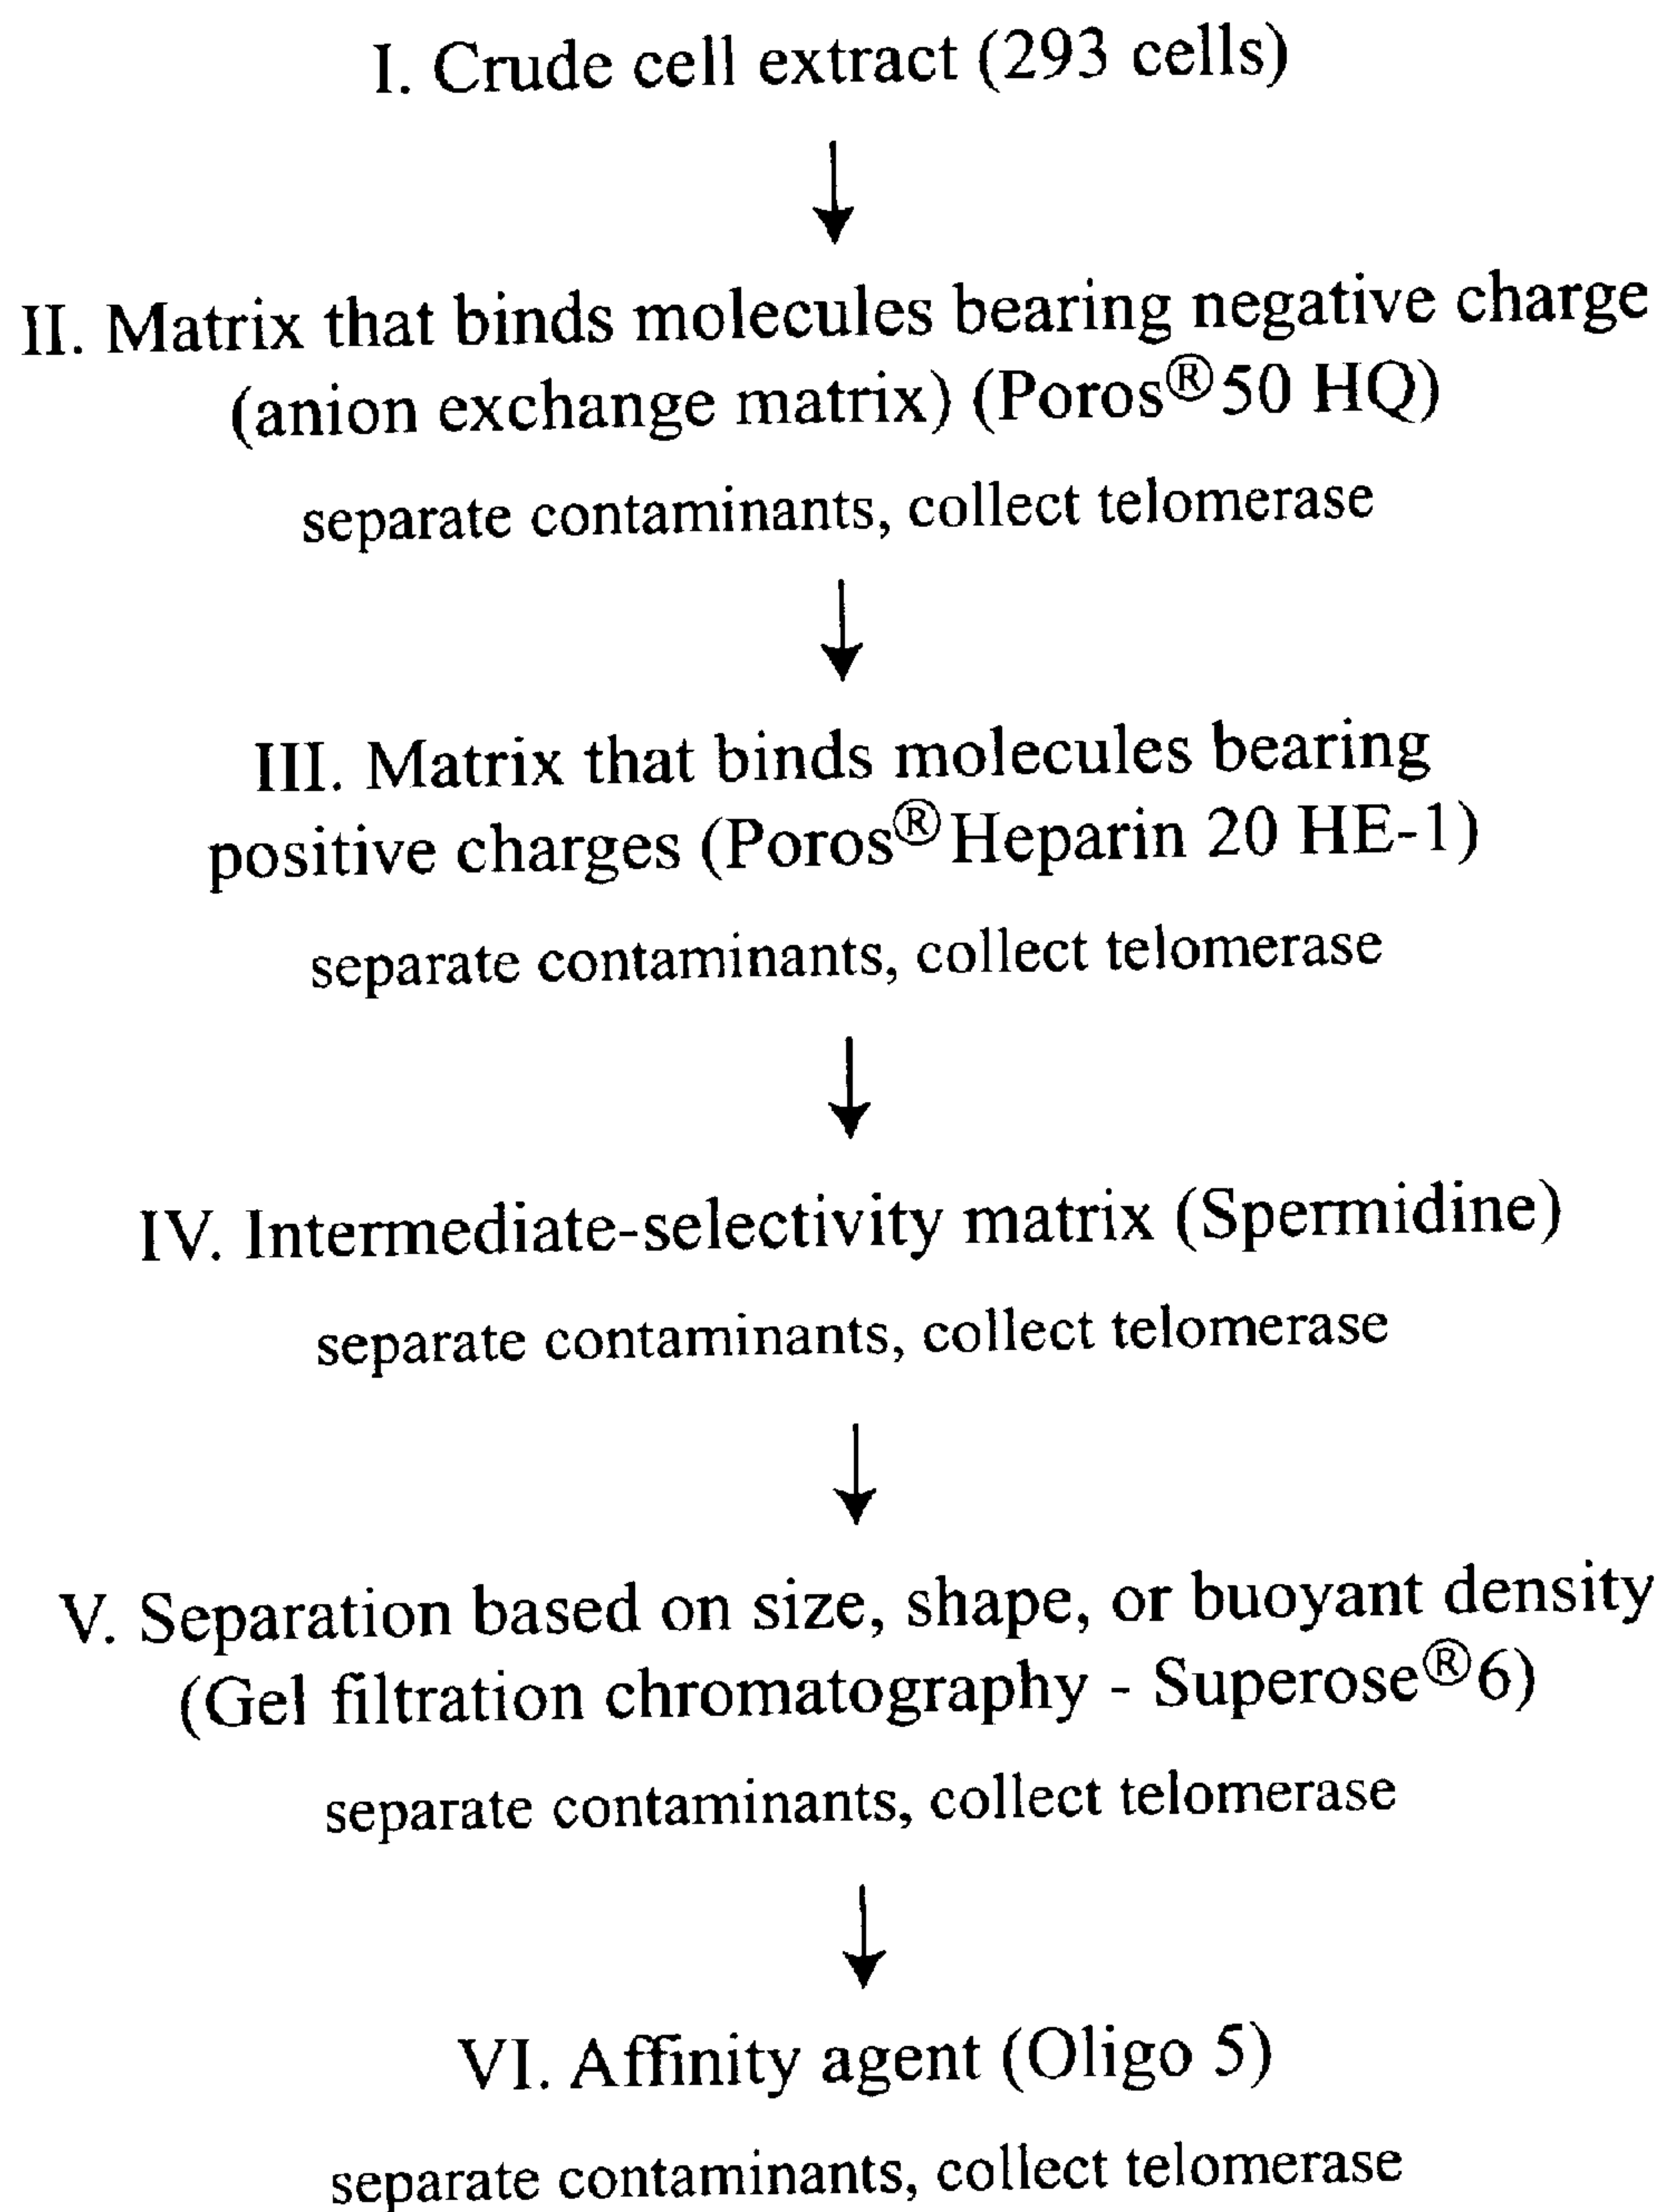 I. Crude cell extract (293 cells)
II. Matrix that binds molecules bearing negative charge
(anion exchange matrix) (Poros®50 HQ)
separate contaminants, collect telomerase
III. Matrix that binds molecules bearing
positive charges (Poros®Heparin 20 HE-1)
separate contaminants, collect telomerase
IV. Intermediate-selectivity matrix (Spermidine)
separate contaminants, collect telomerase
V. Separation based on size, shape, or buoyant density
(Gel filtration chromatography - Superose®6)
separate contaminants, collect telomerase
VI. Affinity agent (Oligo 5)
separate contaminants, collect telomerase